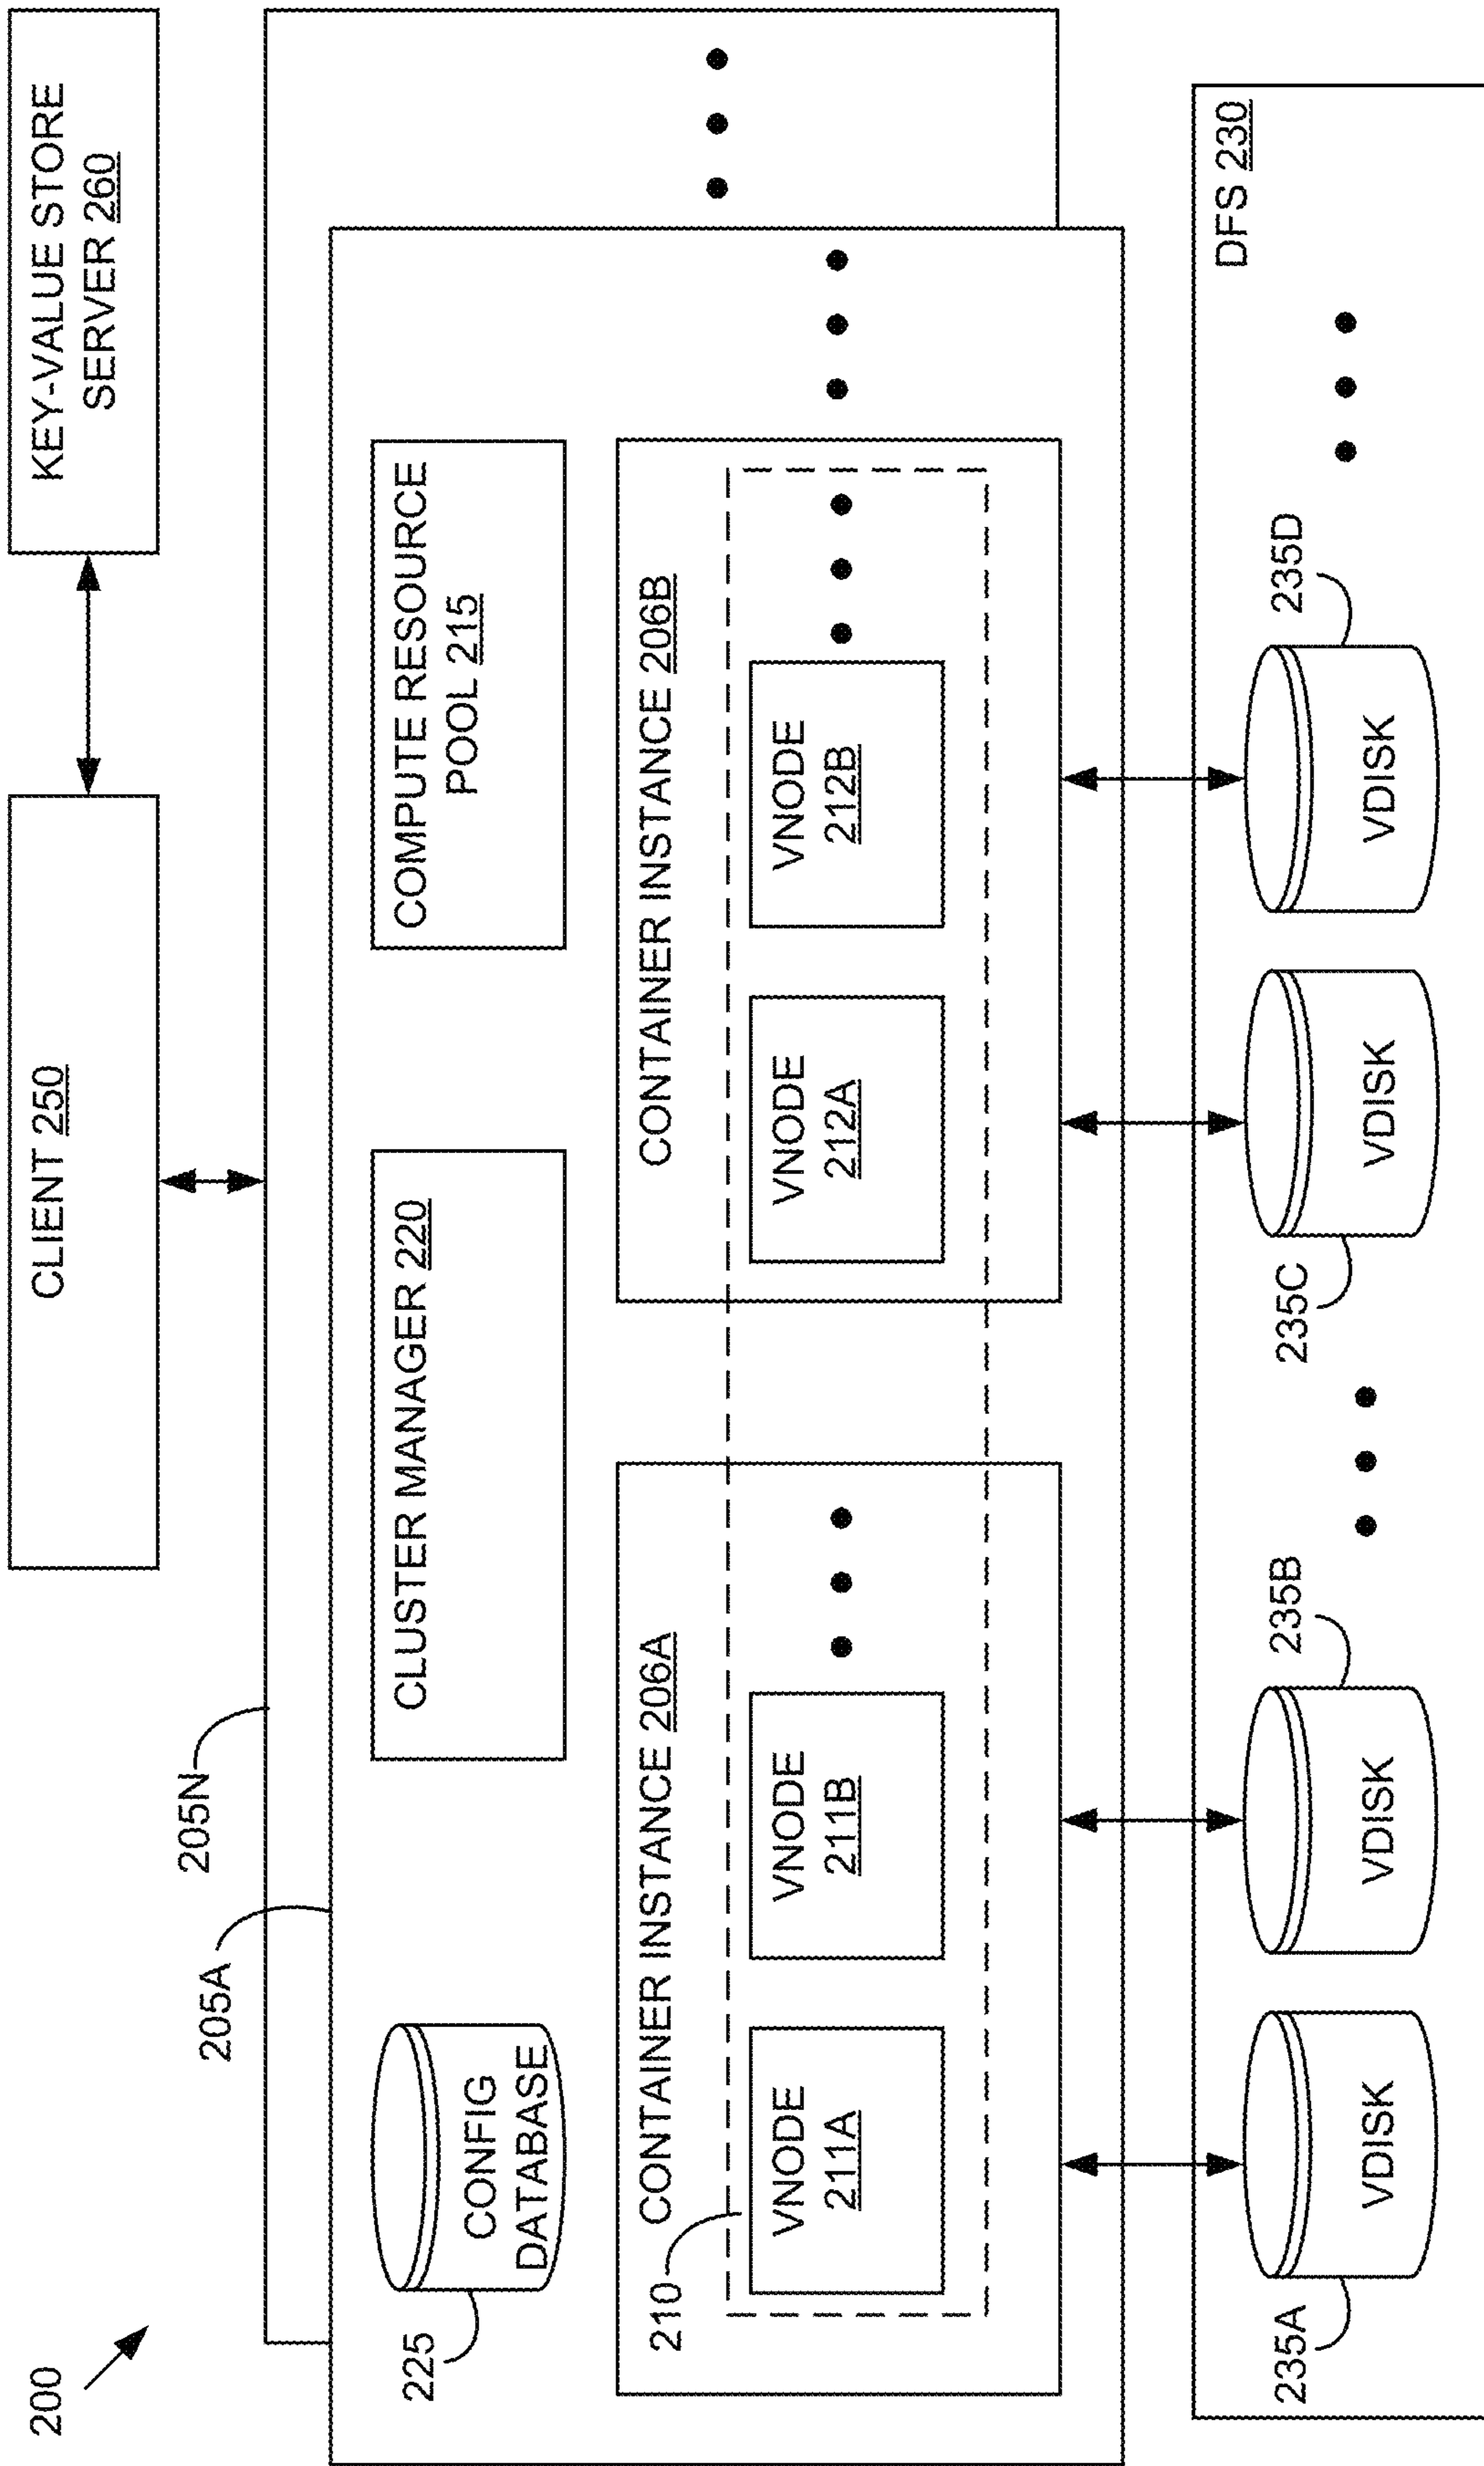 200
CLIENT 250
KEY-VALUE STORE
SERVER 260
205A
205N
225
CONFIG
DATABASE
CLUSTER MANAGER 220
COMPUTE RESOURCE
POOL 215
CONTAINER INSTANCE 206A
210
VNODE
211A
VNODE
211B
CONTAINER INSTANCE 206B
VNODE
212A
VNODE
212B
DFS 230
235A
VDISK
235B
VDISK
235C
VDISK
235D
VDISK